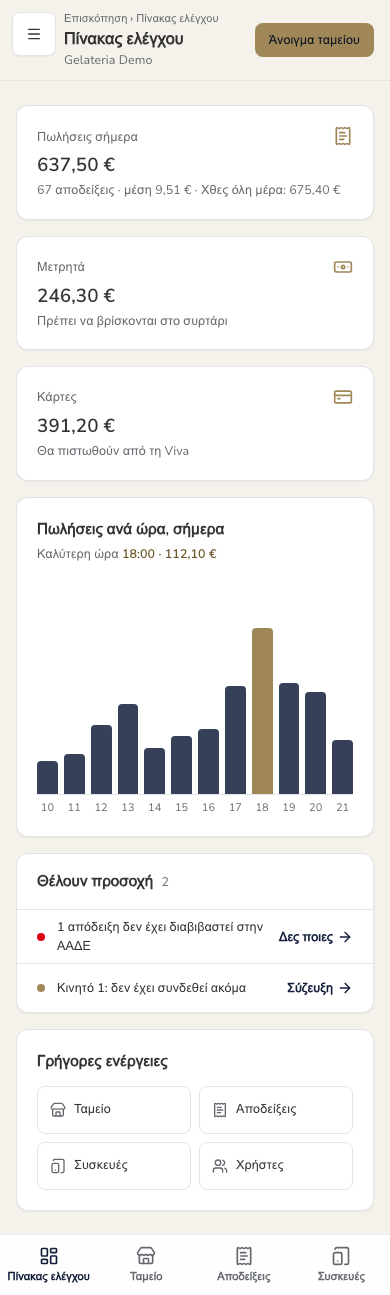 Επισκόπηση › Πίνακας ελέγχου
Πίνακας ελέγχου
Gelateria Demo
Άνοιγμα ταμείου
Πωλήσεις σήμερα
637,50 €
67 αποδείξεις · μέση 9,51 € · Χθες όλη μέρα: 675,40 €
Μετρητά
246,30 €
Πρέπει να βρίσκονται στο συρτάρι
Κάρτες
391,20 €
Θα πιστωθούν από τη Viva
Πωλήσεις ανά ώρα, σήμερα
Καλύτερη ώρα 18:00 · 112,10 €
10 11 12 13 14 15 16 17 18 19 20 21
Θέλουν προσοχή 2
1 απόδειξη δεν έχει διαβιβαστεί στην
ΑΑΔΕ
Δες ποιες →
Κινητό 1: δεν έχει συνδεθεί ακόμα
Σύζευξη →
Γρήγορες ενέργειες
Ταμείο
Αποδείξεις
Συσκευές
Χρήστες
Πίνακας ελέγχου
Ταμείο
Αποδείξεις
Συσκευές